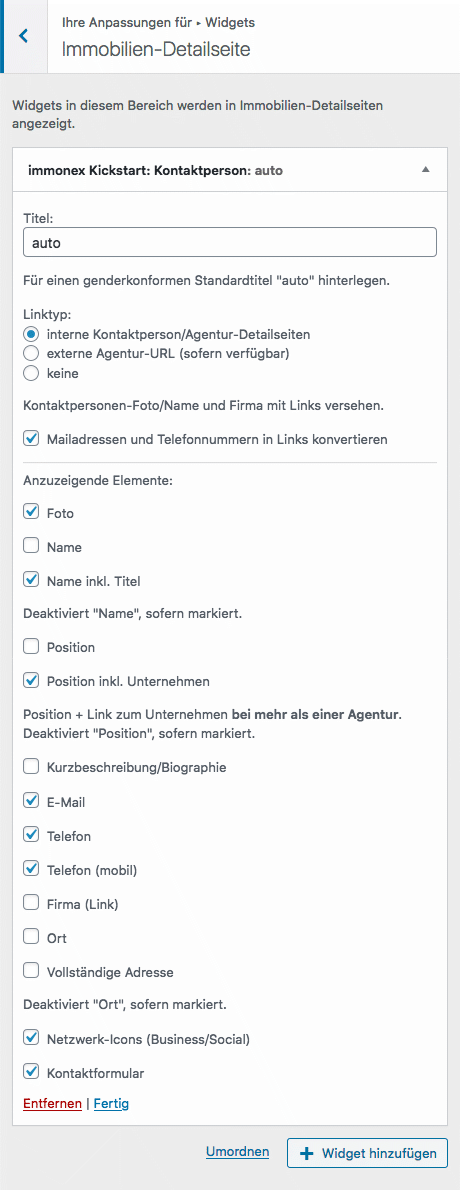 Ihre Anpassungen für ▸ Widgets
Immobilien-Detailseite
Widgets in diesem Bereich werden in Immobilien-Detailseiten
angezeigt.
immonex Kickstart: Kontaktperson: auto
Titel:
auto
Für einen genderkonformen Standardtitel "auto" hinterlegen.
Linktyp:
interne Kontaktperson/Agentur-Detailseiten
externe Agentur-URL (sofern verfügbar)
keine
Kontaktpersonen-Foto/Name und Firma mit Links versehen.
Mailadressen und Telefonnummern in Links konvertieren
Anzuzeigende Elemente:
Foto
Name
Name inkl. Titel
Deaktiviert "Name", sofern markiert.
Position
Position inkl. Unternehmen
Position + Link zum Unternehmen bei mehr als einer Agentur.
Deaktiviert "Position", sofern markiert.
Kurzbeschreibung/Biographie
E-Mail
Telefon
Telefon (mobil)
Firma (Link)
Ort
Vollständige Adresse
Deaktiviert "Ort", sofern markiert.
Netzwerk-Icons (Business/Social)
Kontaktformular
Entfernen | Fertig
Umordnen
Widget hinzufügen